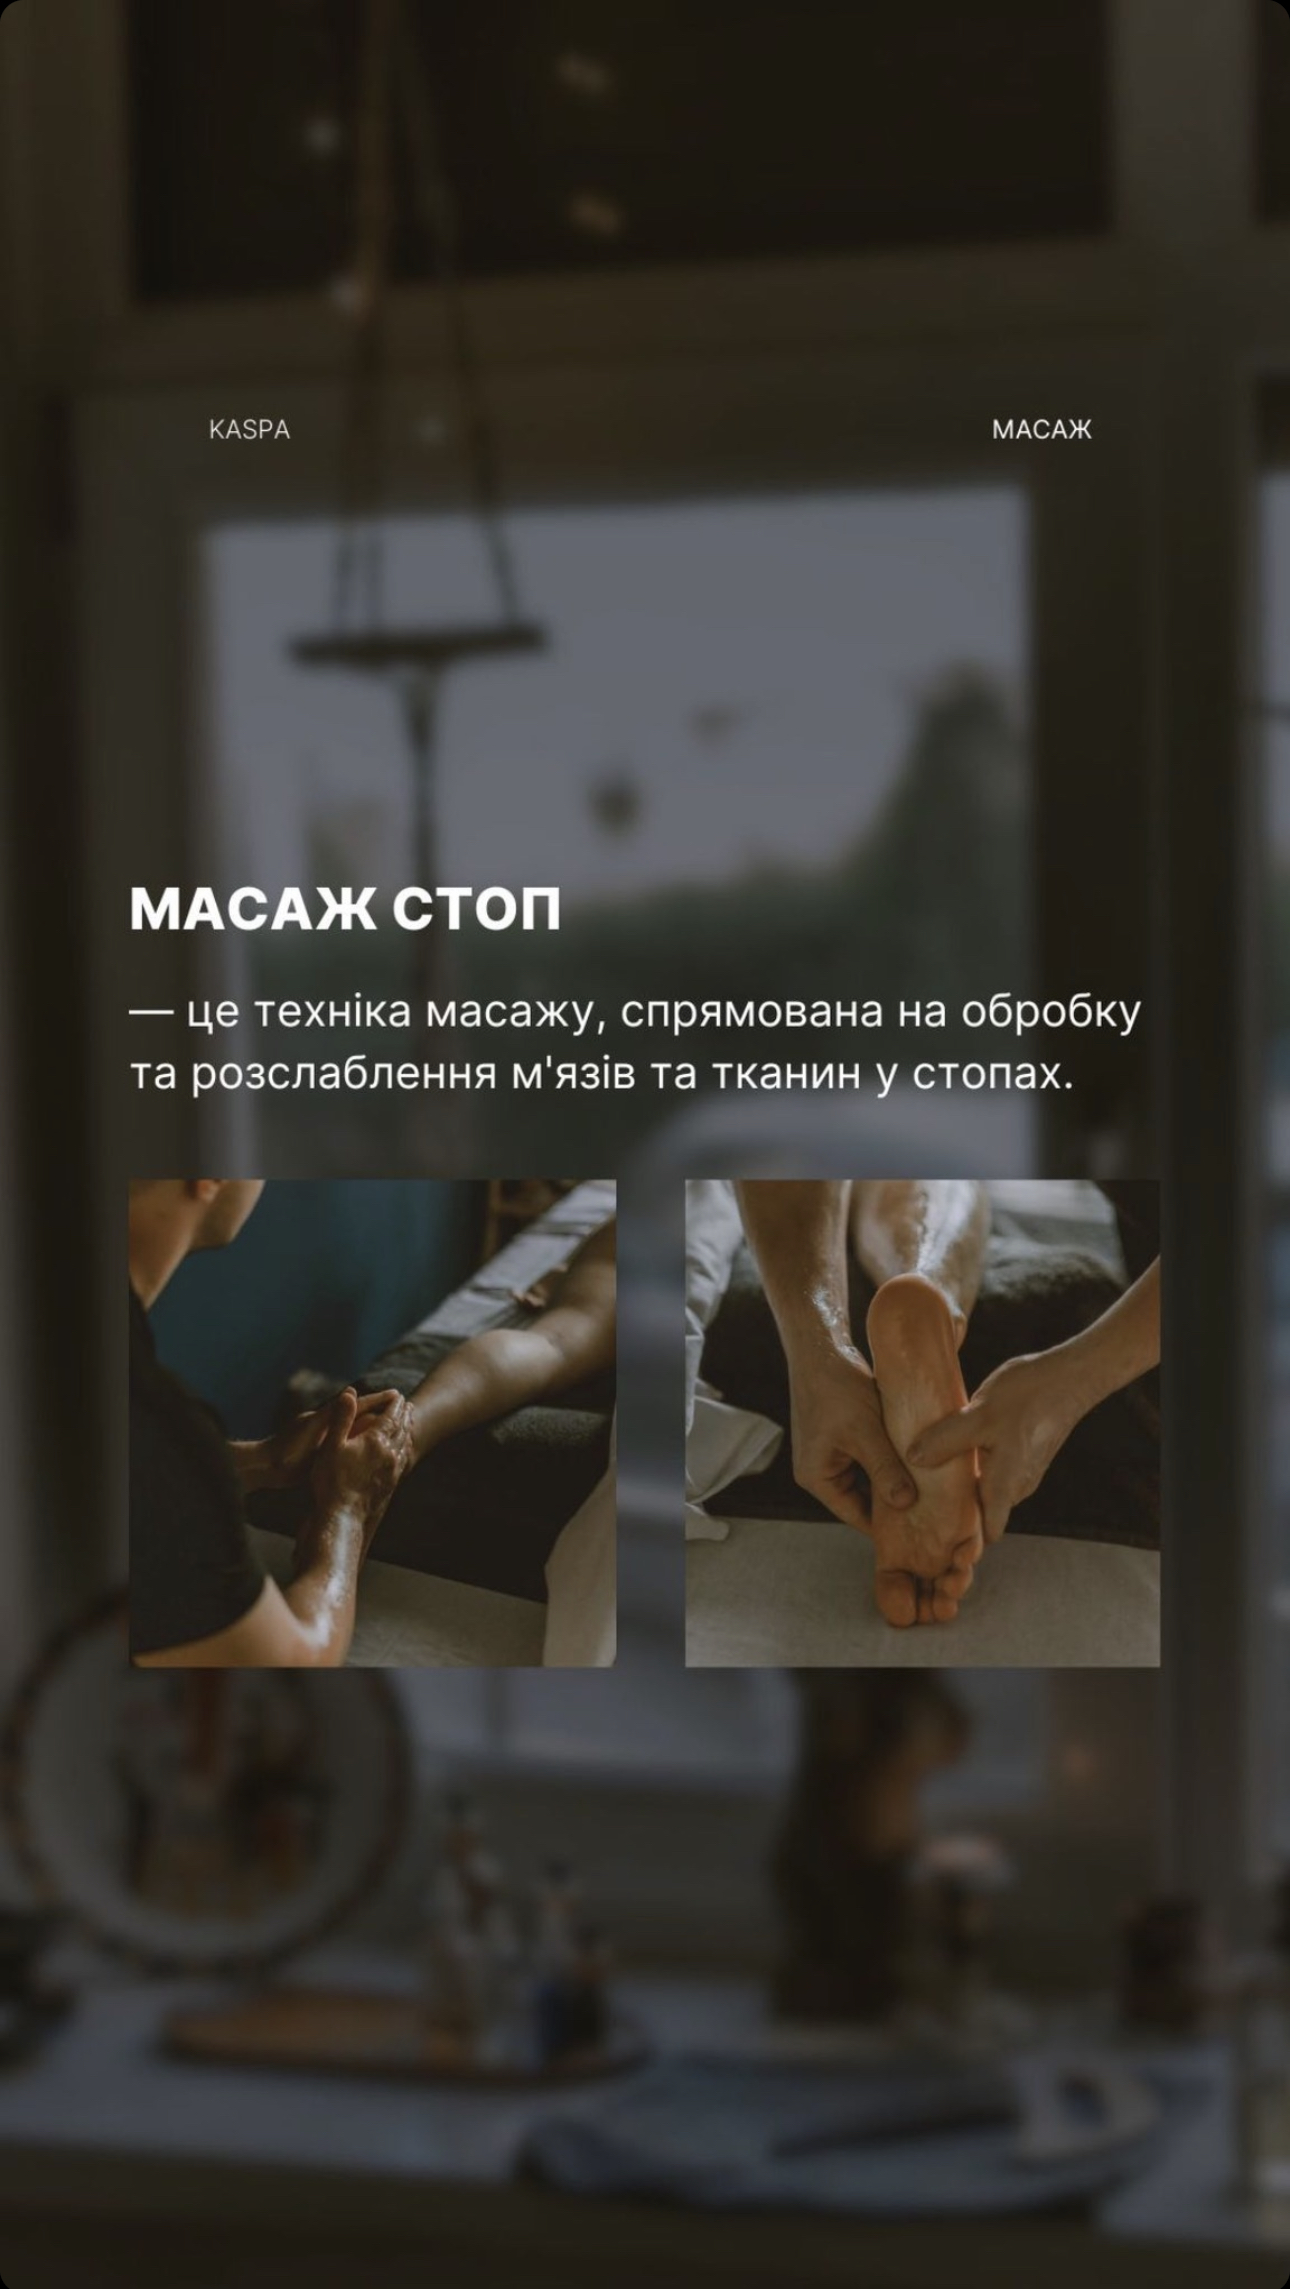 KASPA
МАСАЖ
МАСАЖ СТОП
— це техніка масажу, спрямована на обробку
та розслаблення м'язів та тканин у стопах.